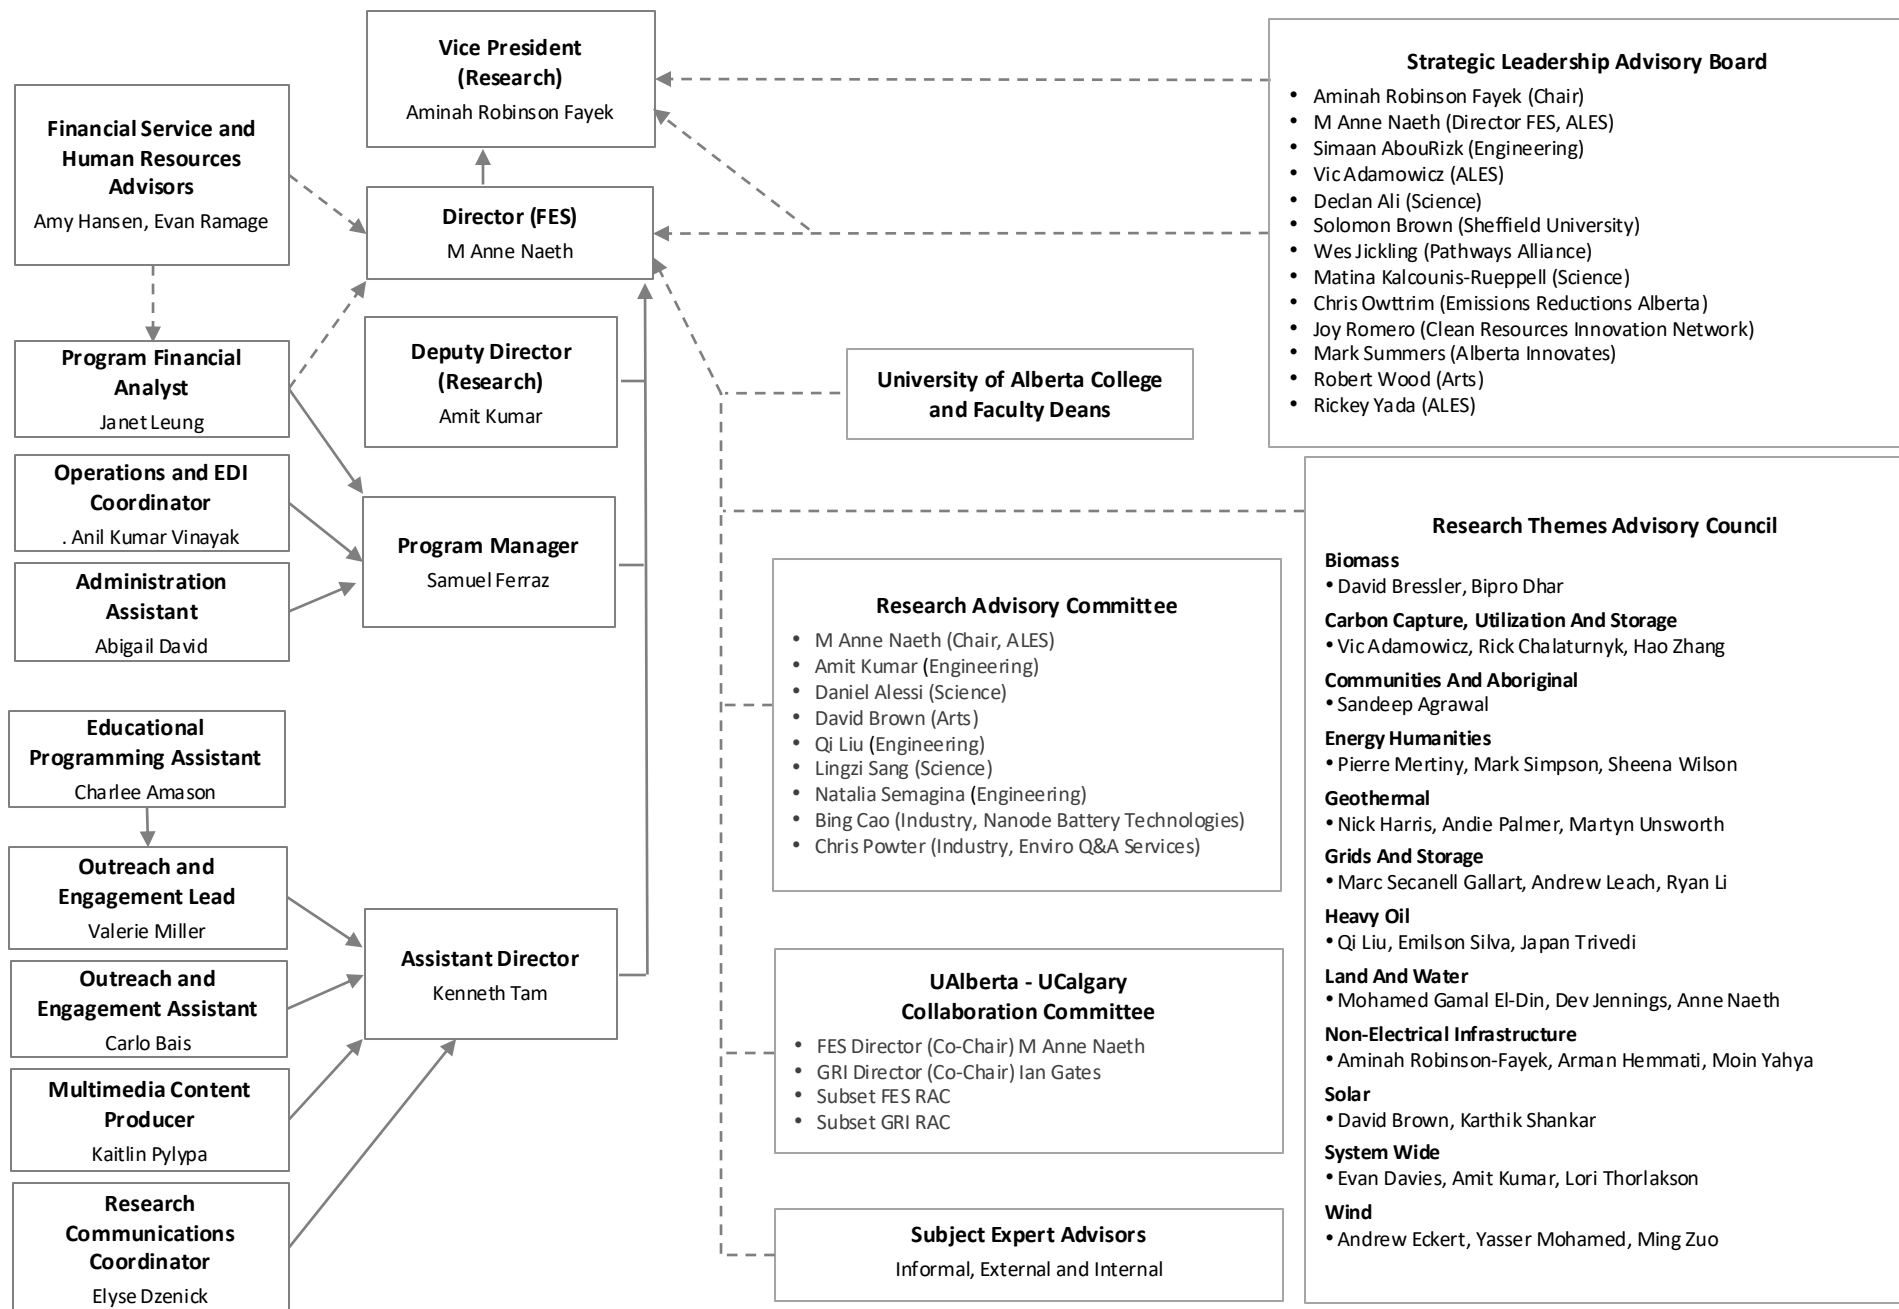 Vice President
(Research)
Aminah Robinson Fayek
Financial Service and
Human Resources
Advisors
Amy Hansen, Evan Ramage
Director (FES)
M Anne Naeth
Program Financial
Analyst
Janet Leung
Deputy Director
(Research)
Amit Kumar
Operations and EDI
Coordinator
. Anil Kumar Vinayak
Program Manager
Samuel Ferraz
Administration
Assistant
Abigail David
Educational
Programming Assistant
Charlee Amason
Outreach and
Engagement Lead
Valerie Miller
Assistant Director
Kenneth Tam
Outreach and
Engagement Assistant
Carlo Bais
Multimedia Content
Producer
Kaitlin Pylypa
Research
Communications
Coordinator
Elyse Dzenick
University of Alberta College
and Faculty Deans
Research Advisory Committee
• M Anne Naeth (Chair, ALES)
• Amit Kumar (Engineering)
• Daniel Alessi (Science)
• David Brown (Arts)
• Qi Liu (Engineering)
• Lingzi Sang (Science)
• Natalia Semagina (Engineering)
• Bing Cao (Industry, Nanode Battery Technologies)
• Chris Powter (Industry, Enviro Q&A Services)
UAlberta - UCalgary
Collaboration Committee
• FES Director (Co-Chair) M Anne Naeth
• GRI Director (Co-Chair) Ian Gates
• Subset FES RAC
• Subset GRI RAC
Subject Expert Advisors
Informal, External and Internal
Strategic Leadership Advisory Board
• Aminah Robinson Fayek (Chair)
• M Anne Naeth (Director FES, ALES)
• Simaan AbouRizk (Engineering)
• Vic Adamowicz (ALES)
• Declan Ali (Science)
• Solomon Brown (Sheffield University)
• Wes Jickling (Pathways Alliance)
• Matina Kalcounis-Rueppell (Science)
• Chris Owttrim (Emissions Reductions Alberta)
• Joy Romero (Clean Resources Innovation Network)
• Mark Summers (Alberta Innovates)
• Robert Wood (Arts)
• Rickey Yada (ALES)
Research Themes Advisory Council
Biomass
• David Bressler, Bipro Dhar
Carbon Capture, Utilization And Storage
• Vic Adamowicz, Rick Chalaturnyk, Hao Zhang
Communities And Aboriginal
• Sandeep Agrawal
Energy Humanities
• Pierre Mertiny, Mark Simpson, Sheena Wilson
Geothermal
• Nick Harris, Andie Palmer, Martyn Unsworth
Grids And Storage
• Marc Secanell Gallart, Andrew Leach, Ryan Li
Heavy Oil
• Qi Liu, Emilson Silva, Japan Trivedi
Land And Water
• Mohamed Gamal El-Din, Dev Jennings, Anne Naeth
Non-Electrical Infrastructure
• Aminah Robinson-Fayek, Arman Hemmati, Moin Yahya
Solar
• David Brown, Karthik Shankar
System Wide
• Evan Davies, Amit Kumar, Lori Thorlakson
Wind
• Andrew Eckert, Yasser Mohamed, Ming Zuo